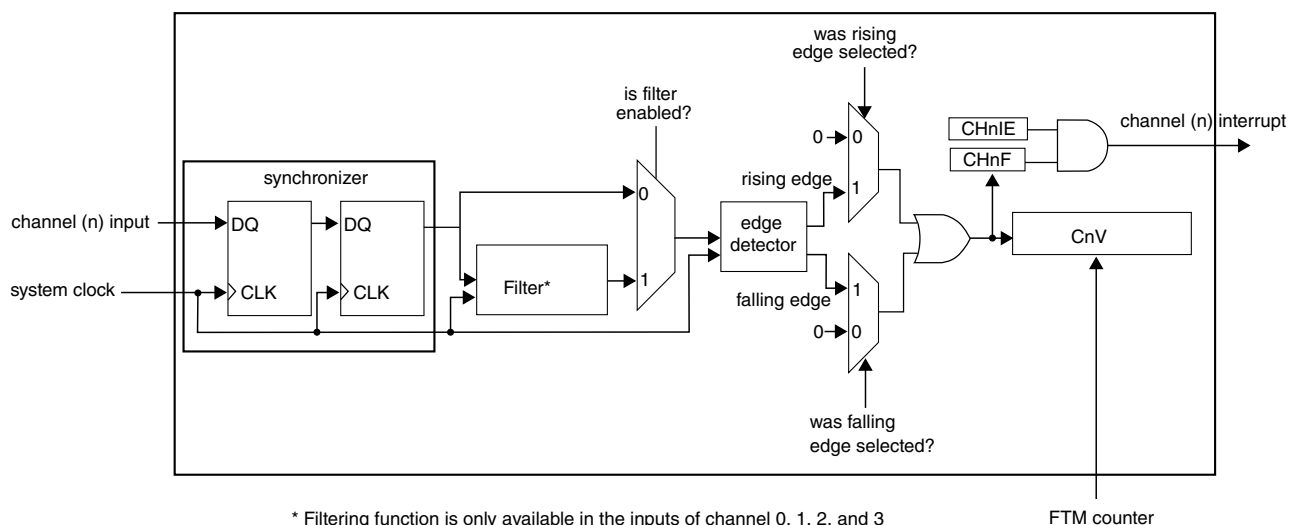 was rising
edge selected?
is filter
enabled?
synchronizer
channel (n) input
system clock
DQ
CLK
DQ
CLK
Filter*
0
1
edge
detector
rising edge
falling edge
0
0
1
1
0
0
was falling
edge selected?
CHnIE
CHnF
channel (n) interrupt
CnV
* Filtering function is only available in the inputs of channel 0, 1, 2, and 3
FTM counter